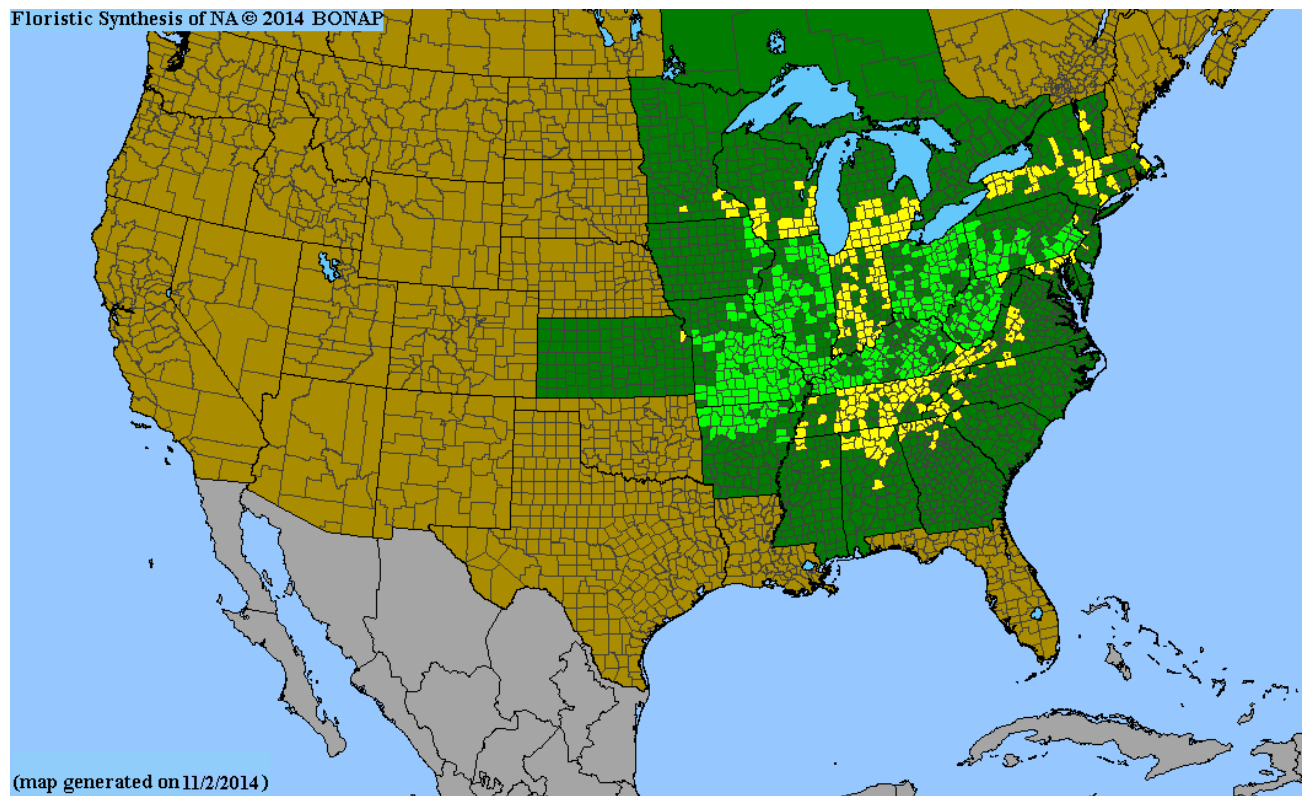 Floristic Synthesis of NA © 2014 BONAP
(map generated on 11/2/2014)